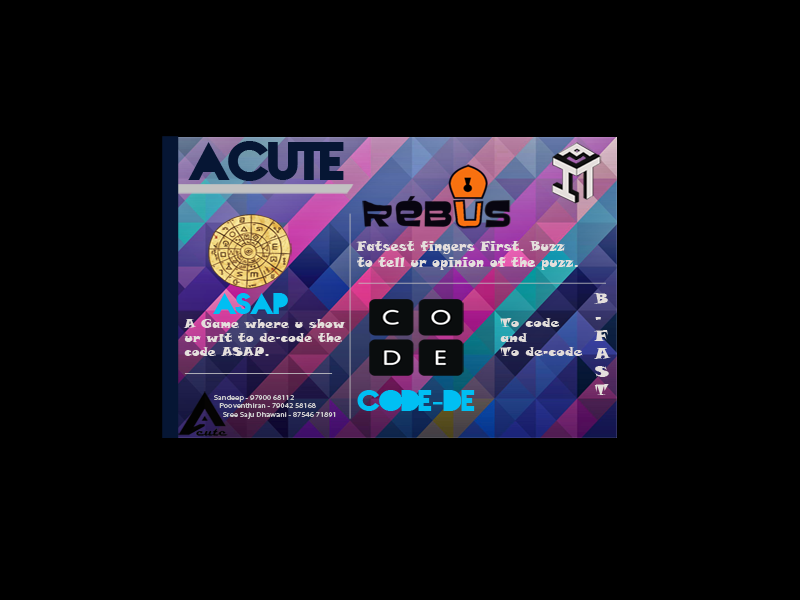 ACUTE
IT
RéBUS
Fatsest fingers First. Buzz
to tell ur opinion of the puzz.
ASAP
A Game where u show
ur wIt to de-code the
code ASAP.
C O
D E
CODE-DE
To code
and
To de-code
B
-
F
A
S
T
Sandeep - 97900 68112
Pooventhiran - 79042 58168
Sree Saju Dhawani - 87546 71891
Acute